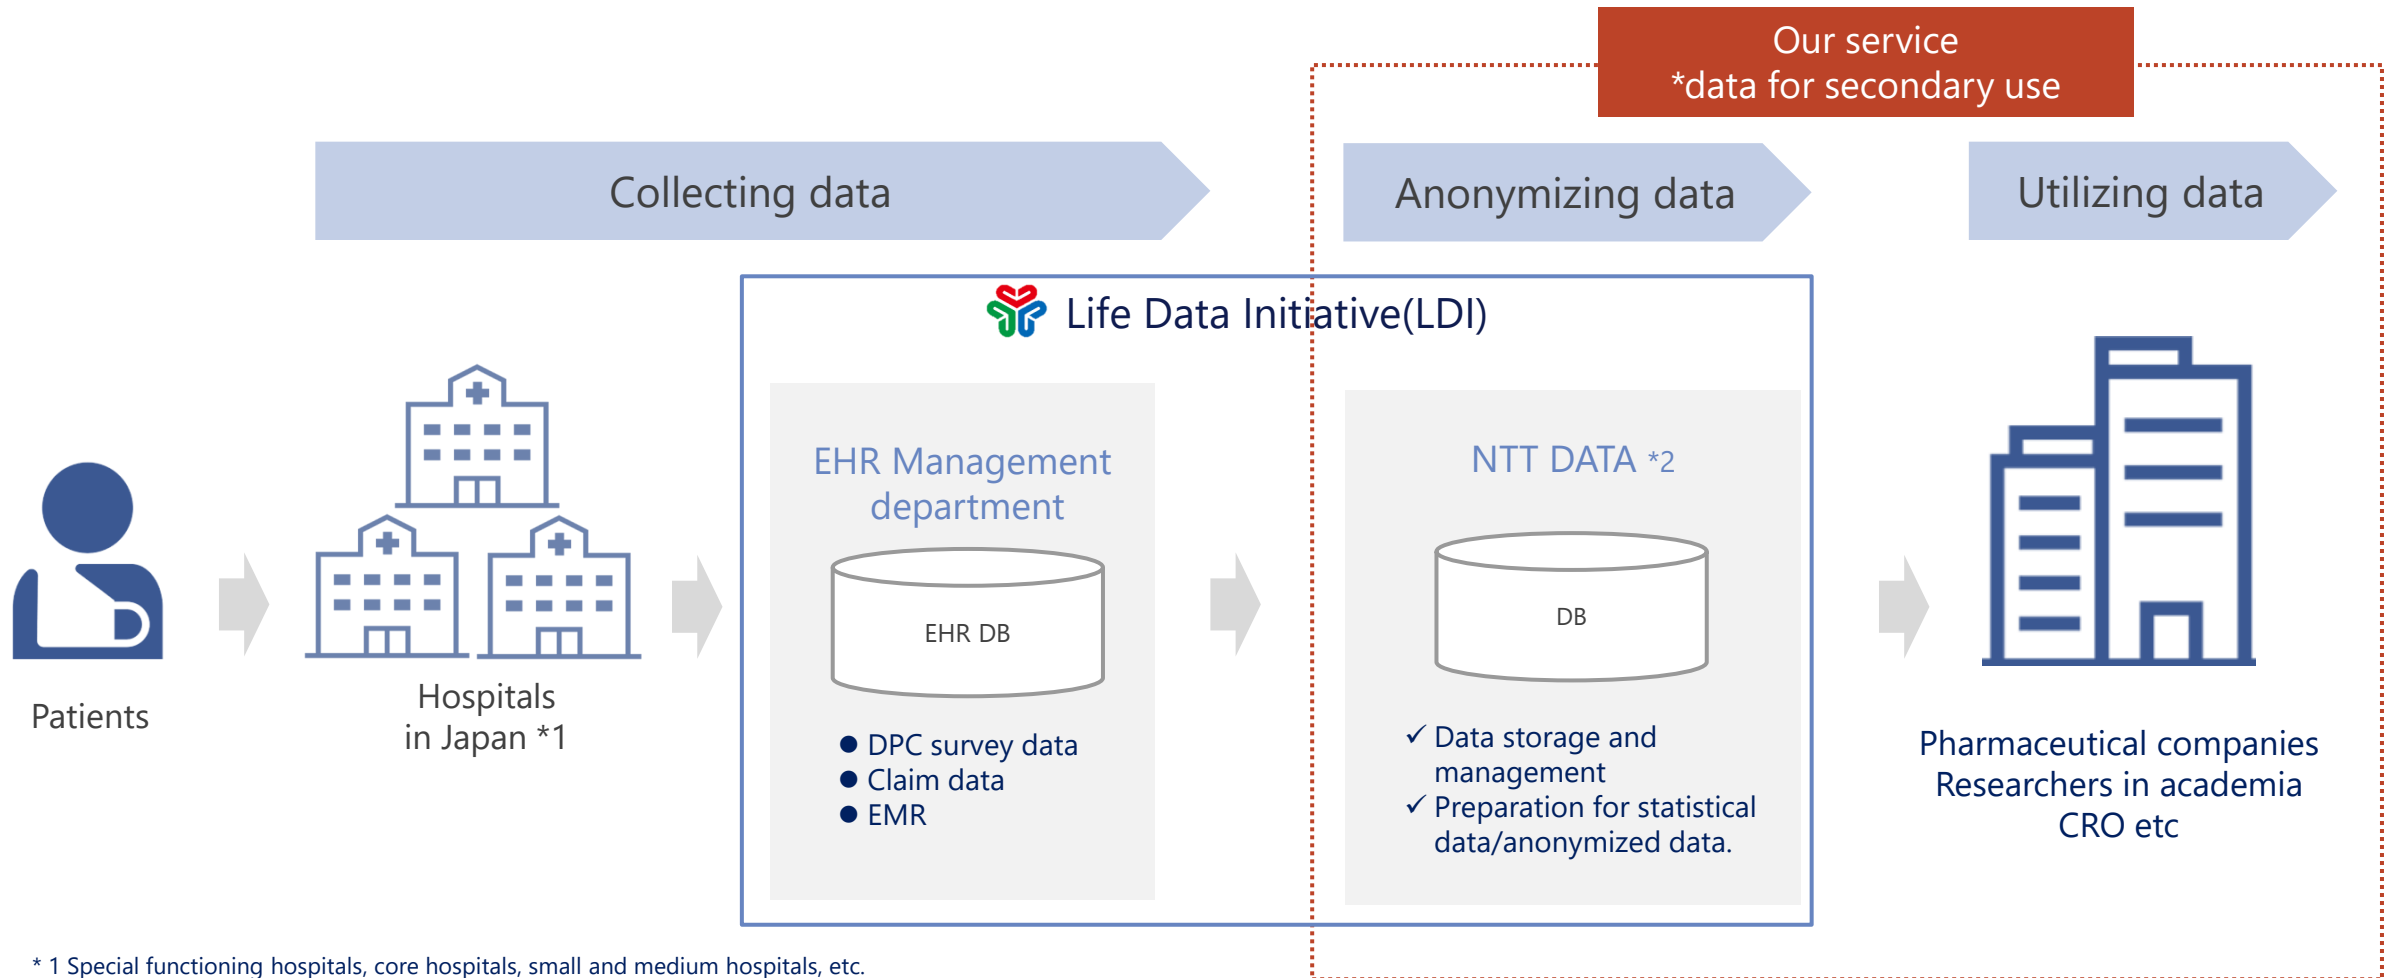 Our service
*data for secondary use
Collecting data
Anonymizing data
Utilizing data
Life Data Initiative(LDI)
EHR Management
department
EHR DB
● DPC survey data
● Claim data
● EMR
NTT DATA *2
DB
✓ Data storage and
management
✓ Preparation for statistical
data/anonymized data.
Patients
Hospitals
in Japan *1
Pharmaceutical companies
Researchers in academia
CRO etc
* 1 Special functioning hospitals, core hospitals, small and medium hospitals, etc.